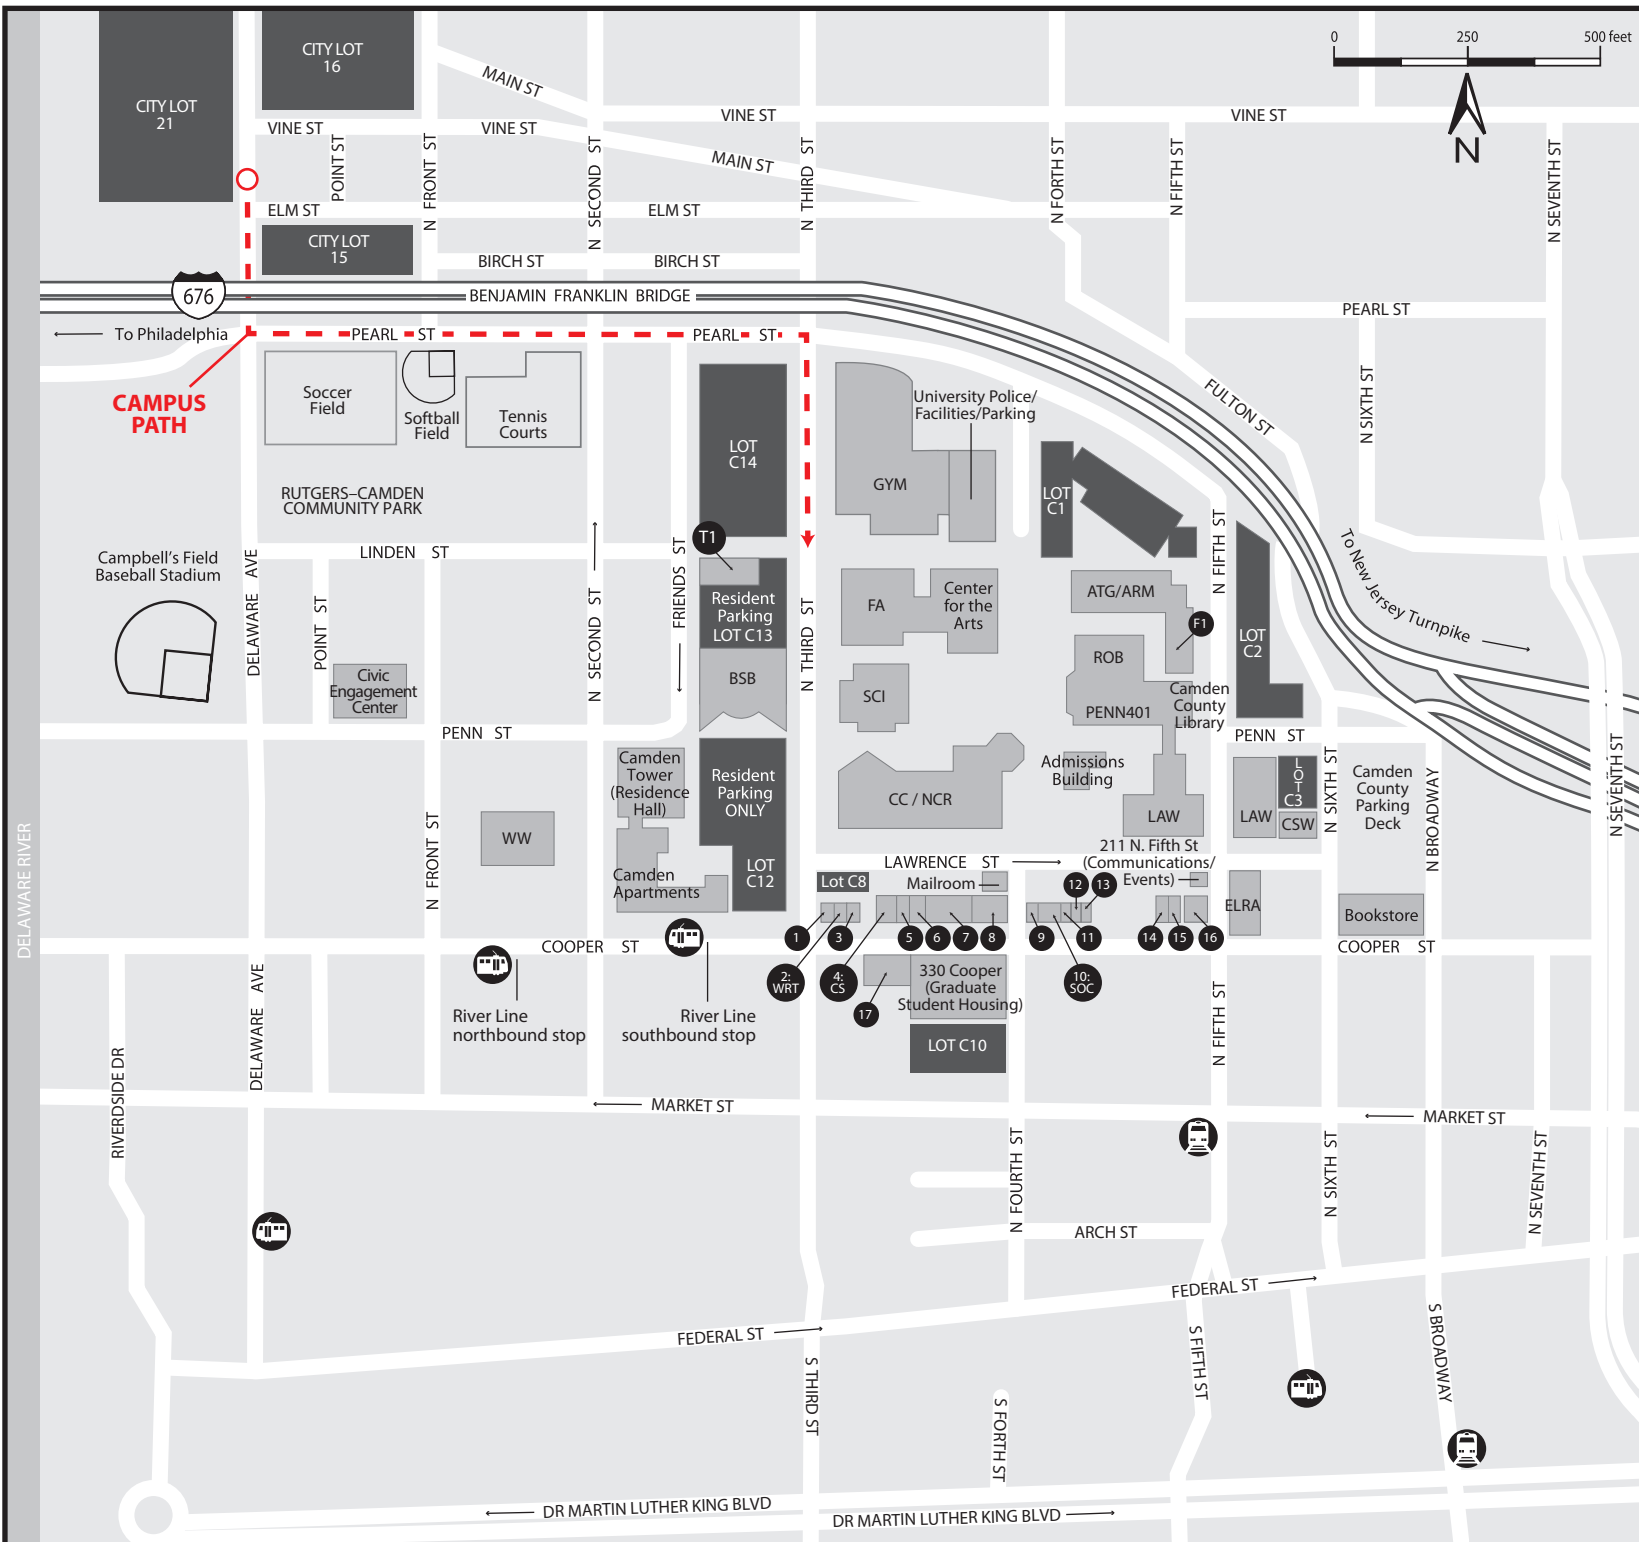 CITY LOT
16
CITY LOT
21
0
250
500 feet
N
MAIN ST
VINE ST
VINE ST
VINE ST
VINE ST
POINT ST
N FRONT ST
N SECOND ST
MAIN ST
N THIRD ST
N FORTH ST
N FIFTH ST
N SEVENTH ST
ELM ST
ELM ST
CITY LOT
15
BIRCH ST
BIRCH ST
676
BENJAMIN FRANKLIN BRIDGE
PEARL ST
To Philadelphia
PEARL ST
PEARL ST
CAMPUS
PATH
Soccer
Field
Softball
Field
Tennis
Courts
LOT
C14
University Police/
Facilities/Parking
GYM
FULTON ST
N SIXTH ST
LOT
C1
RUTGERS–CAMDEN
COMMUNITY PARK
T1
LINDEN ST
Campbell's Field
Baseball Stadium
DELAWARE AVE
POINT ST
N SECOND ST
FRIENDS ST
Resident
Parking
LOT C13
N THIRD ST
FA
Center
for the
Arts
ATG/ARM
F1
N FIFTH ST
LOT
C2
To New Jersey Turnpike
Civic
Engagement
Center
BSB
SCI
ROB
PENN401
Camden
County
Library
PENN ST
PENN ST
Camden
Tower
(Residence
Hall)
Resident
Parking
ONLY
CC / NCR
Admissions
Building
LAW
LAW
LOT
C3
CSW
N SIXTH ST
Camden
County
Parking
Deck
N BROADWAY
N SEVENTH ST
DELAWARE RIVER
N FRONT ST
WW
Camden
Apartments
LOT
C12
LAWRENCE ST
211 N. Fifth St
(Communications/
Events)
Lot C8
Mailroom
12
13
ELRA
Bookstore
1
3
5
6
7
8
9
11
14
15
16
COOPER ST
COOPER ST
2:
WRT
4:
CS
17
330 Cooper
(Graduate
Student Housing)
10:
SOC
LOT C10
River Line
northbound stop
River Line
southbound stop
DELAWARE AVE
RIVERDSIDE DR
N FIFTH ST
MARKET ST
MARKET ST
N FOURTH ST
N SIXTH ST
N SEVENTH ST
ARCH ST
FEDERAL ST
FEDERAL ST
S THIRD ST
S FORTH ST
S FIFTH ST
S BROADWAY
DR MARTIN LUTHER KING BLVD
DR MARTIN LUTHER KING BLVD